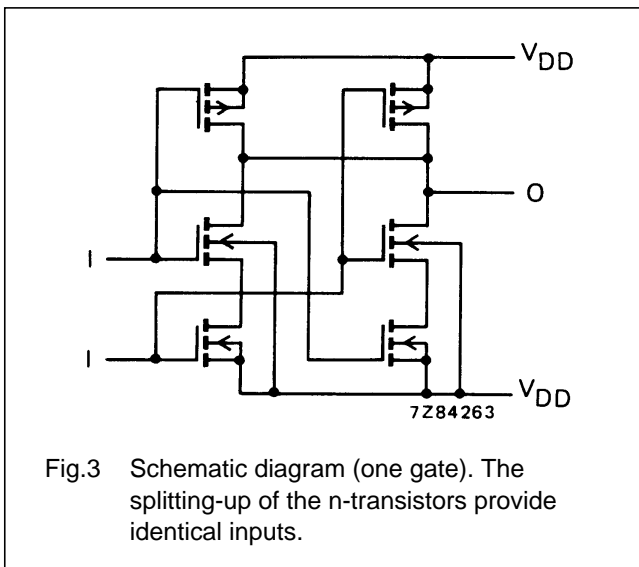 VDD
O
I
I
VDD
7Z84263
Fig.3 Schematic diagram (one gate). The
splitting-up of the n-transistors provide
identical inputs.